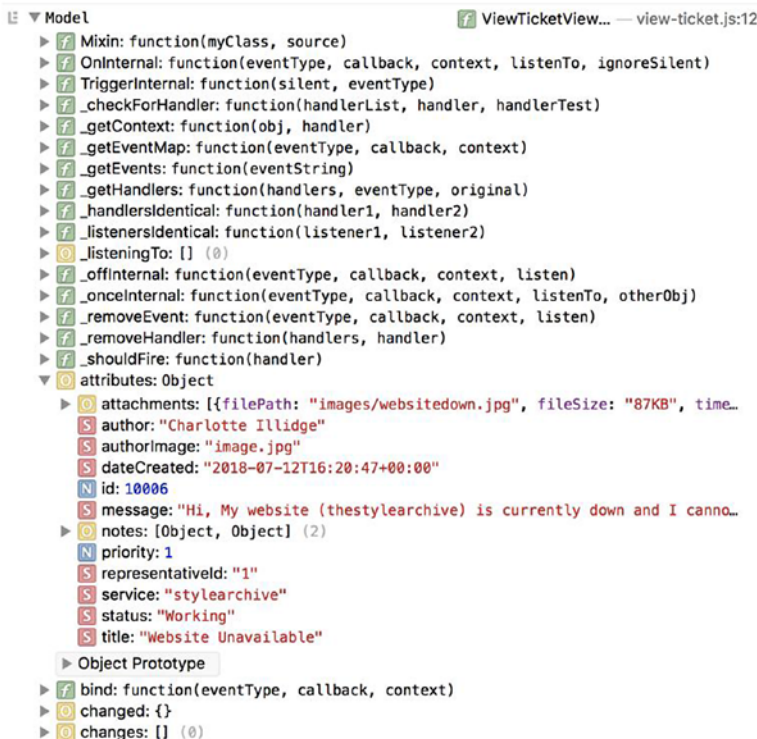 E Model f ViewTicketView... — view-ticket.js:12
f Mixin: function(myClass, source)
f OnInternal: function(eventType, callback, context, listenTo, ignoreSilent)
f TriggerInternal: function(silent, eventType)
f _checkForHandler: function(handlerList, handler, handlerTest)
f _getContext: function(obj, handler)
f _getEventMap: function(eventType, callback, context)
f _getEvents: function(eventString)
f _getHandlers: function(handlers, eventType, original)
f _handlersIdentical: function(handler1, handler2)
f _listenersIdentical: function(listener1, listener2)
O _listeningTo: [] (0)
f _offInternal: function(eventType, callback, context, listen)
f _onceInternal: function(eventType, callback, context, listenTo, otherObj)
f _removeEvent: function(eventType, callback, context, listen)
f _removeHandler: function(handlers, handler)
f _shouldFire: function(handler)
O attributes: Object
O attachments: [{filePath: "images/websitedown.jpg", fileSize: "87KB", time…
S author: "Charlotte Illidge"
S authorImage: "image.jpg"
S dateCreated: "2018-07-12T16:20:47+00:00"
N id: 10006
S message: "Hi, My website (thestylearchive) is currently down and I canno…
O notes: [Object, Object] (2)
N priority: 1
S representativeId: "1"
S service: "stylearchive"
S status: "Working"
S title: "Website Unavailable"
Object Prototype
f bind: function(eventType, callback, context)
O changed: {}
O changes: [] (0)